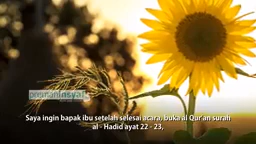 Saya ingin bapak ibu setelah selesai acara, buka al Qur'an surah
al - Hadid ayat 22 - 23,